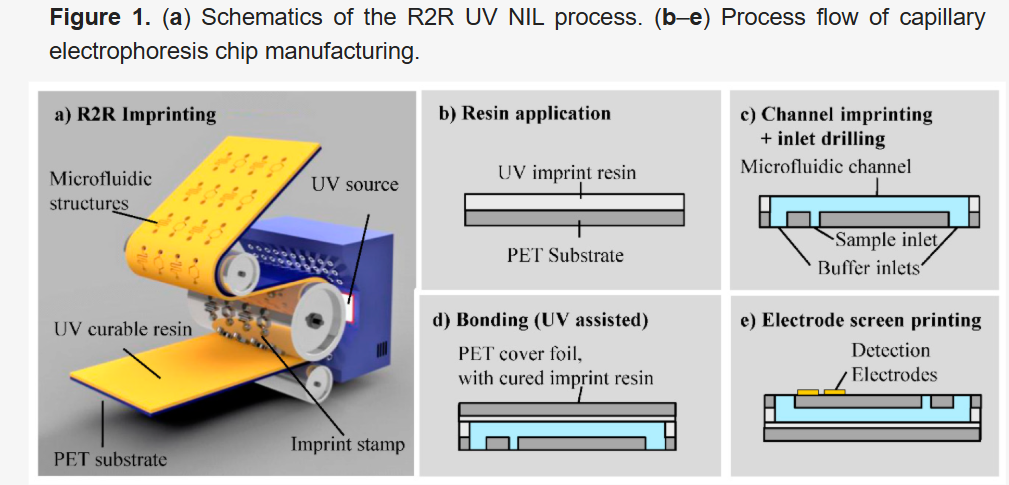 Figure 1. (a) Schematics of the R2R UV NIL process. (b–e) Process flow of capillary
electrophoresis chip manufacturing.
a) R2R Imprinting
Microfluidic
structures
UV source
UV curable resin
Imprint stamp
PET substrate
b) Resin application
UV imprint resin
PET Substrate
c) Channel imprinting
+ inlet drilling
Microfluidic channel
Sample inlet
Buffer inlets
d) Bonding (UV assisted)
PET cover foil,
with cured imprint resin
e) Electrode screen printing
Detection
Electrodes